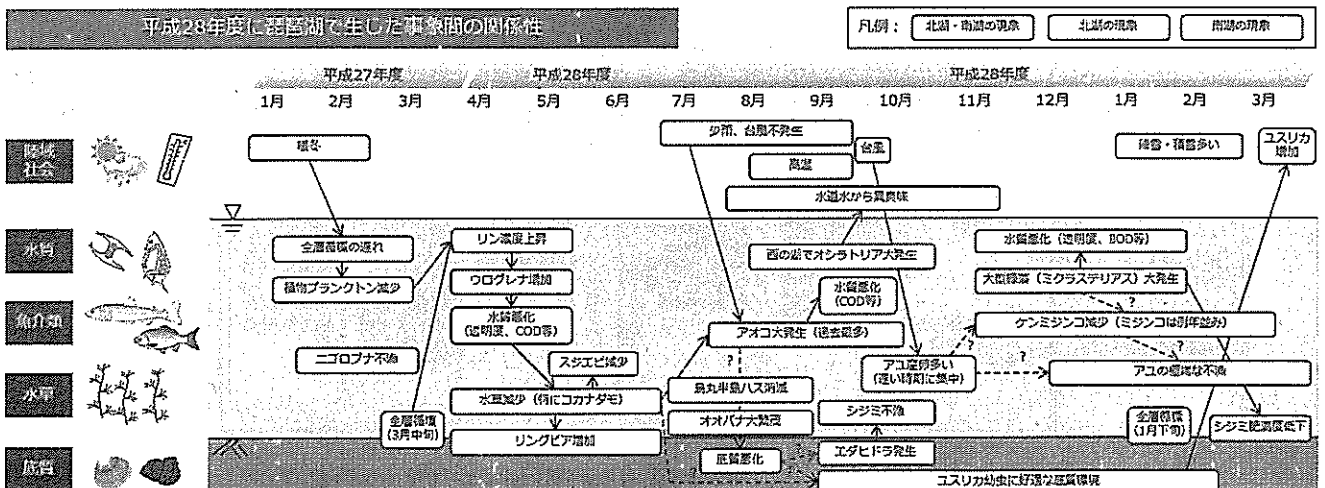 平成28年度に琵琶湖で生じた事象間の関係性
凡例：
北湖・南湖の現象
北湖の現象
南湖の現象
平成27年度
平成28年度
平成28年度
1月
2月
3月
4月
5月
6月
7月
8月
9月
10月
11月
12月
1月
2月
3月
社会
暖冬
少雨、台風不発生
台風
高温
水道水から異臭味
降雪・積雪多い
ユスリカ
増加
水質
全層循環の遅れ
植物プランクトン減少
リン濃度上昇
ウログレナ増加
水質悪化
(透明度、COD等)
西の湖でオシラトリア大発生
水質悪化
(COD等)
アオコ大発生（過去最多）
水質悪化（透明度、BOD等）
大型緑藻（ミクラステリアス）大発生
?
ケンミジンコ減少（ミジンコは例年並み）
魚介類
ニゴロブナ不漁
スジエビ減少
?
アユ産卵多い
(遅い時期に集中)
?
?
アユの極端な不漁
水草
全層循環
(3月中旬)
水草減少（特にコカナダモ）
リングビア増加
烏丸半島ハス消滅
オオバナ大繁茂
シジミ不漁
全層循環
(1月下旬)
シジミ肥満度低下
底質
底質悪化
エダヒドラ発生
?
ユスリカ幼虫に好適な底質環境